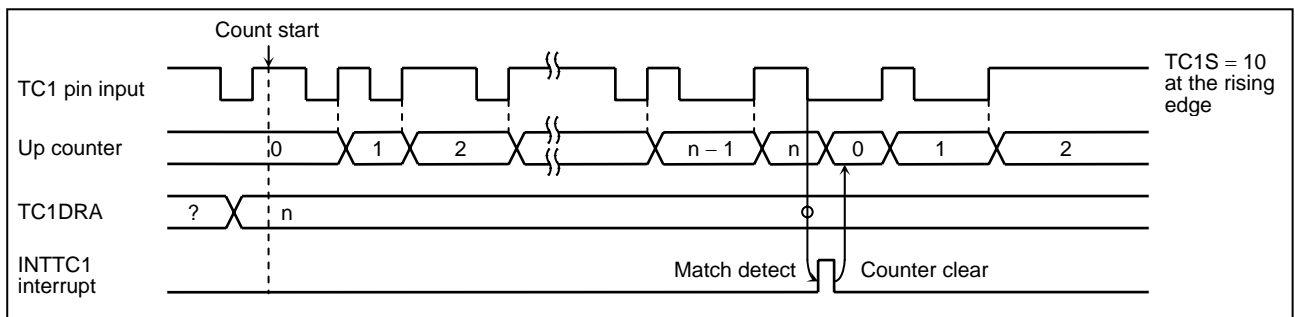 Count start
TC1 pin input
TC1S = 10
at the rising
edge
Up counter
0
1
2
n − 1
n
0
1
2
TC1DRA
?
n
INTTC1
interrupt
Match detect
Counter clear